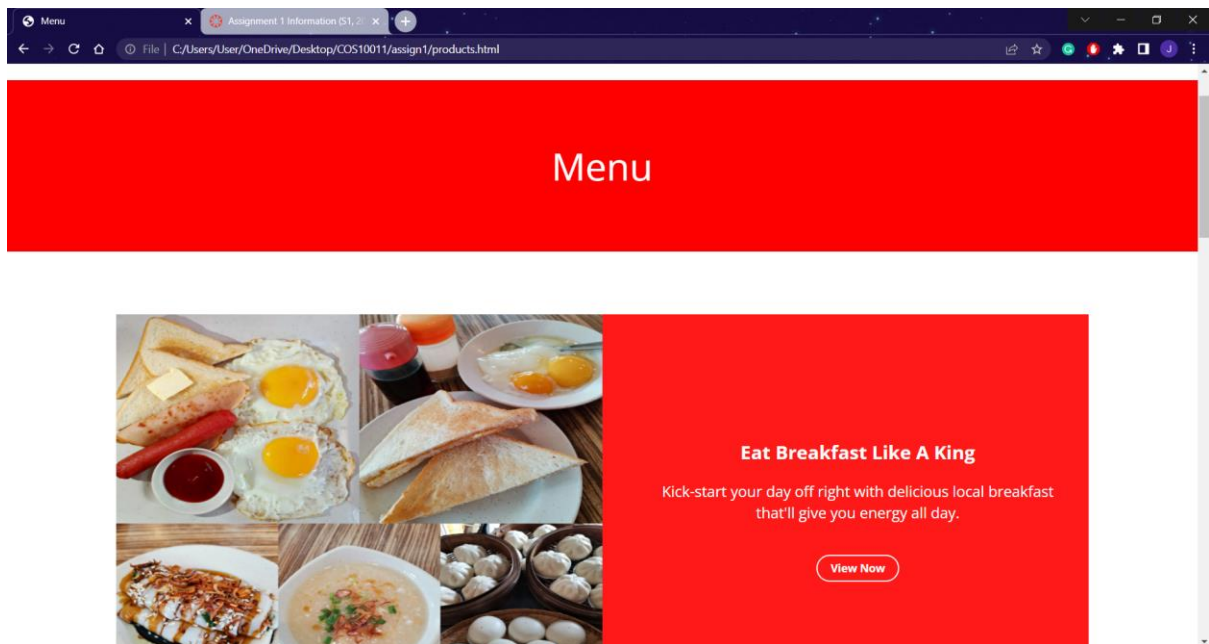 Menu
Assignment 1 Information (S1, 2
File | C:/Users/User/OneDrive/Desktop/COS10011/assign1/products.html
J
Menu
Eat Breakfast Like A King
Kick-start your day off right with delicious local breakfast
that'll give you energy all day.
View Now